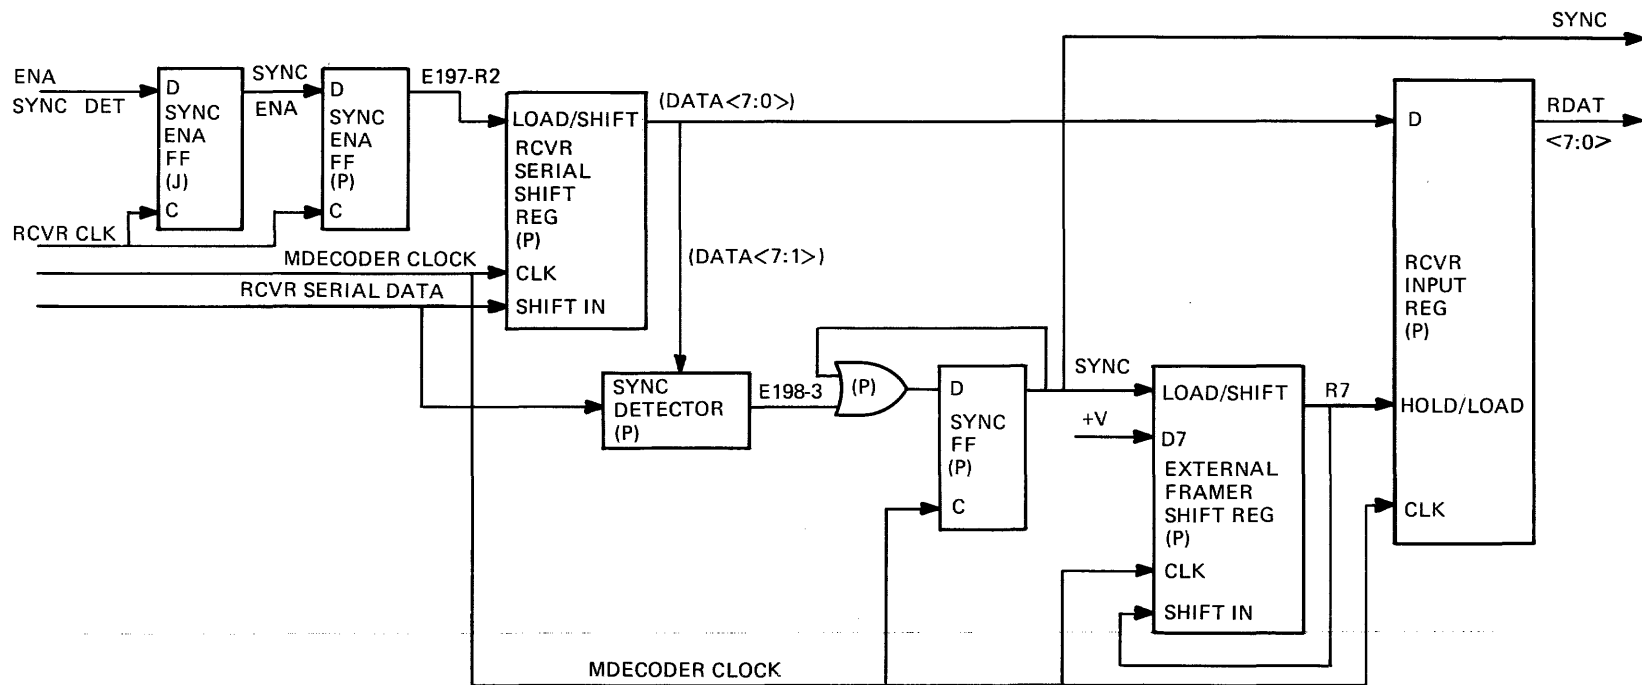 SYNC
ENA
SYNC DET
D
SYNC
ENA
FF
(J)
C
SYNC
ENA
D
SYNC
ENA
FF
(P)
C
RCVR CLK
E197-R2
LOAD/SHIFT
RCVR
SERIAL
SHIFT
REG
(P)
CLK
SHIFT IN
MDECODER CLOCK
RCVR SERIAL DATA
(DATA<7:0>)
(DATA<7:1>)
SYNC
DETECTOR
(P)
E198-3
(P)
D
SYNC
FF
(P)
C
SYNC
+V
LOAD/SHIFT
D7
EXTERNAL
FRAMER
SHIFT REG
(P)
CLK
SHIFT IN
R7
D
RCVR
INPUT
REG
(P)
HOLD/LOAD
CLK
RDAT
<7:0>
MDECODER CLOCK